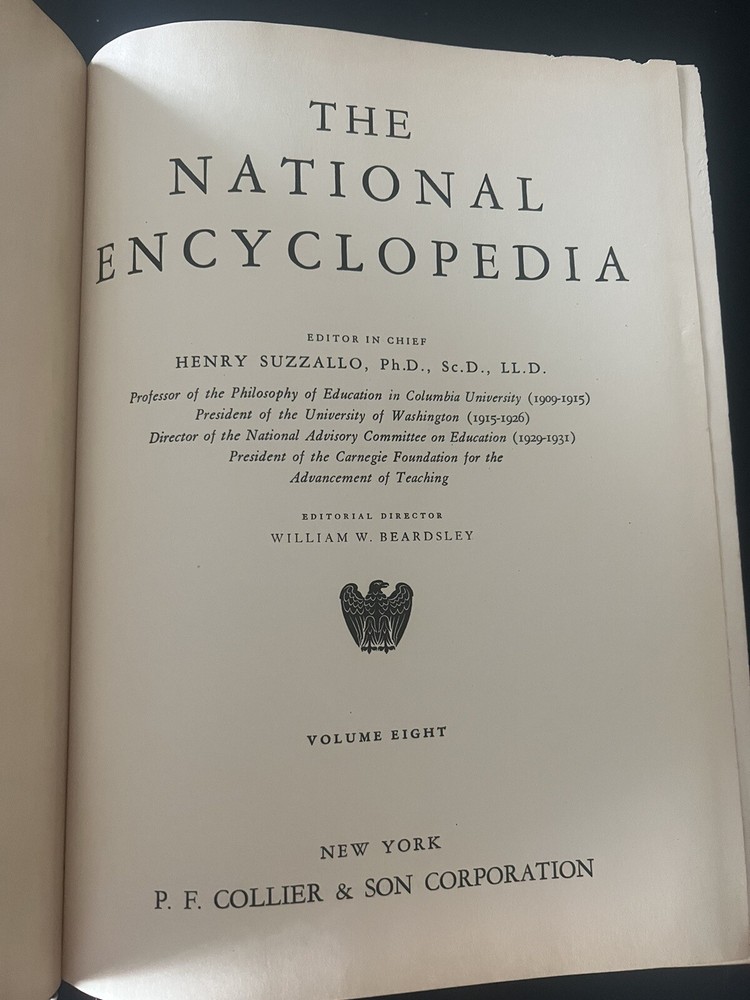 THE
NATIONAL
ENCYCLOPEDIA
EDITOR IN CHIEF
HENRY SUZZALLO, Ph.D., Sc.D., LL.D.
Professor of the Philosophy of Education in Columbia University (1909-1915)
President of the University of Washington (1915-1926)
Director of the National Advisory Committee on Education (1929-1931)
President of the Carnegie Foundation for the
Advancement of Teaching
EDITORIAL DIRECTOR
WILLIAM W. BEARDSLEY
VOLUME EIGHT
NEW YORK
P. F. COLLIER & SON CORPORATION